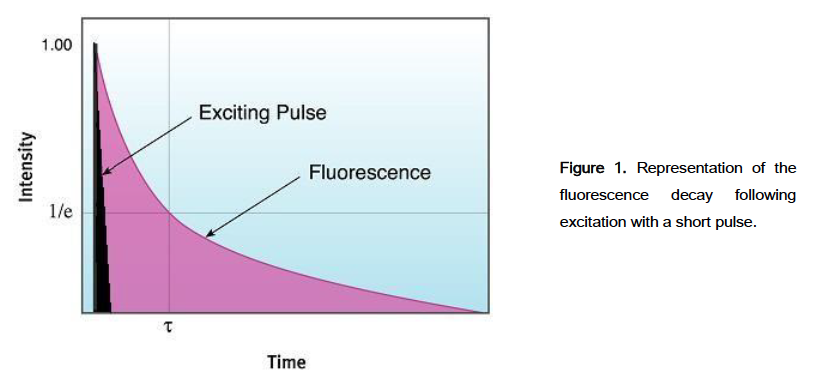 1.00
Exciting Pulse
Fluorescence
Intensity
1/e
τ
Time
Figure 1. Representation of the
fluorescence decay following
excitation with a short pulse.